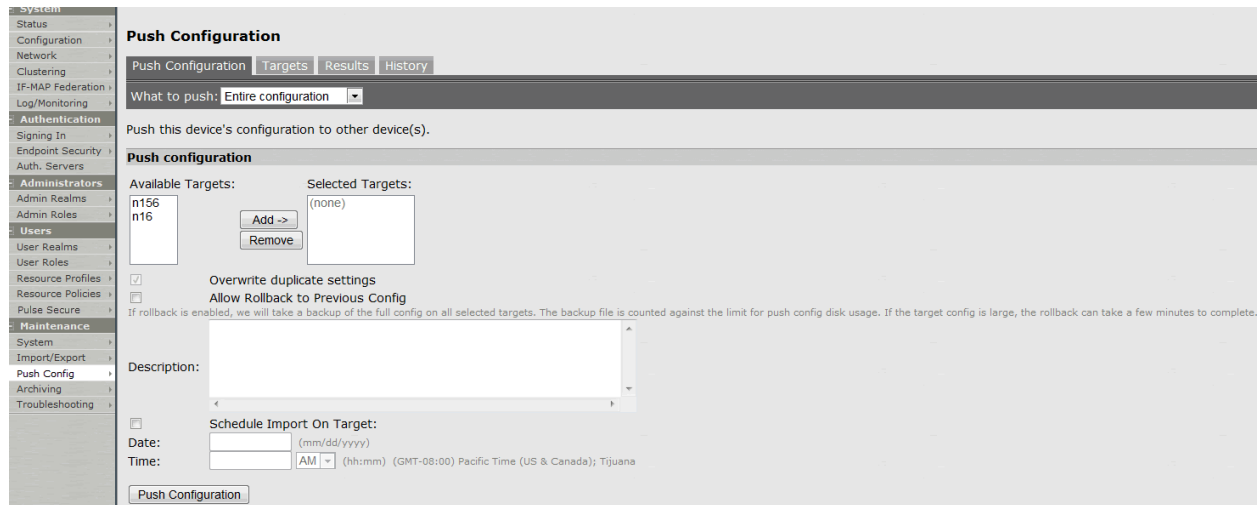 System
Status
Configuration
Network
Clustering
IF-MAP Federation
Log/Monitoring
Authentication
Signing In
Endpoint Security
Auth. Servers
Administrators
Admin Realms
Admin Roles
Users
User Realms
User Roles
Resource Profiles
Resource Policies
Pulse Secure
Maintenance
System
Import/Export
Push Config
Archiving
Troubleshooting
Push Configuration
Push Configuration Targets Results History
What to push: Entire configuration
Push this device's configuration to other device(s).
Push configuration
Available Targets: Selected Targets:
n156 (none)
n16
Add ->
Remove
Overwrite duplicate settings
Allow Rollback to Previous Config
If rollback is enabled, we will take a backup of the full config on all selected targets. The backup file is counted against the limit for push config disk usage. If the target config is large, the rollback can take a few minutes to complete.
Description:
Schedule Import On Target:
Date: (mm/dd/yyyy)
Time: AM (hh:mm) (GMT-08:00) Pacific Time (US & Canada); Tijuana
Push Configuration